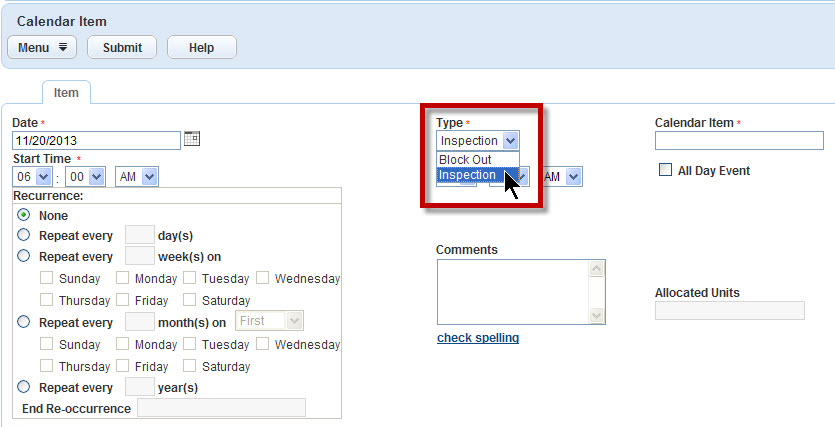 Calendar Item
Menu Submit Help
Item
Date * Type * Calendar Item *
11/20/2013 Inspection
Start Time * Block Out All Day Event
06 : 00 AM Inspection AM
Recurrence:
None
Repeat every day(s)
Repeat every week(s) on Comments
Sunday Monday Tuesday Wednesday
Thursday Friday Saturday Allocated Units
Repeat every month(s) on First
check spelling
Sunday Monday Tuesday Wednesday
Thursday Friday Saturday
Repeat every year(s)
End Re-occurrence